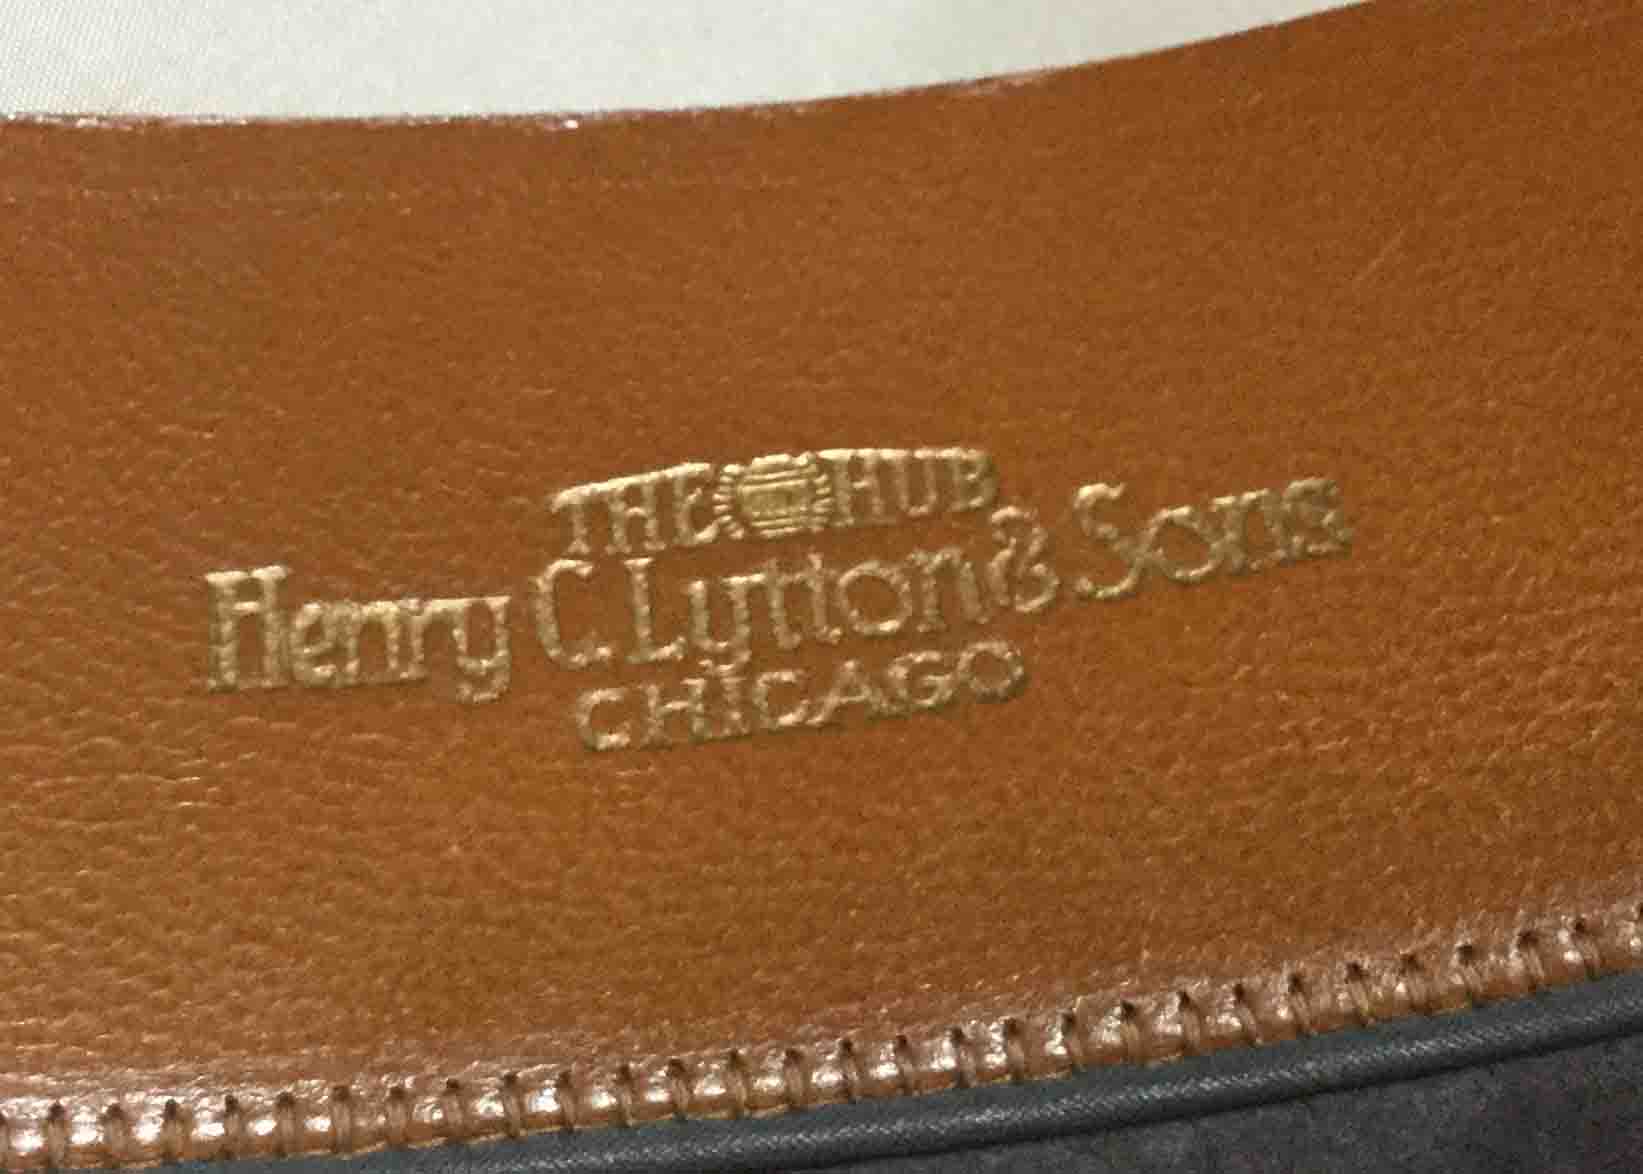 THE HUB
Henry C. Lytton & Sons
CHICAGO